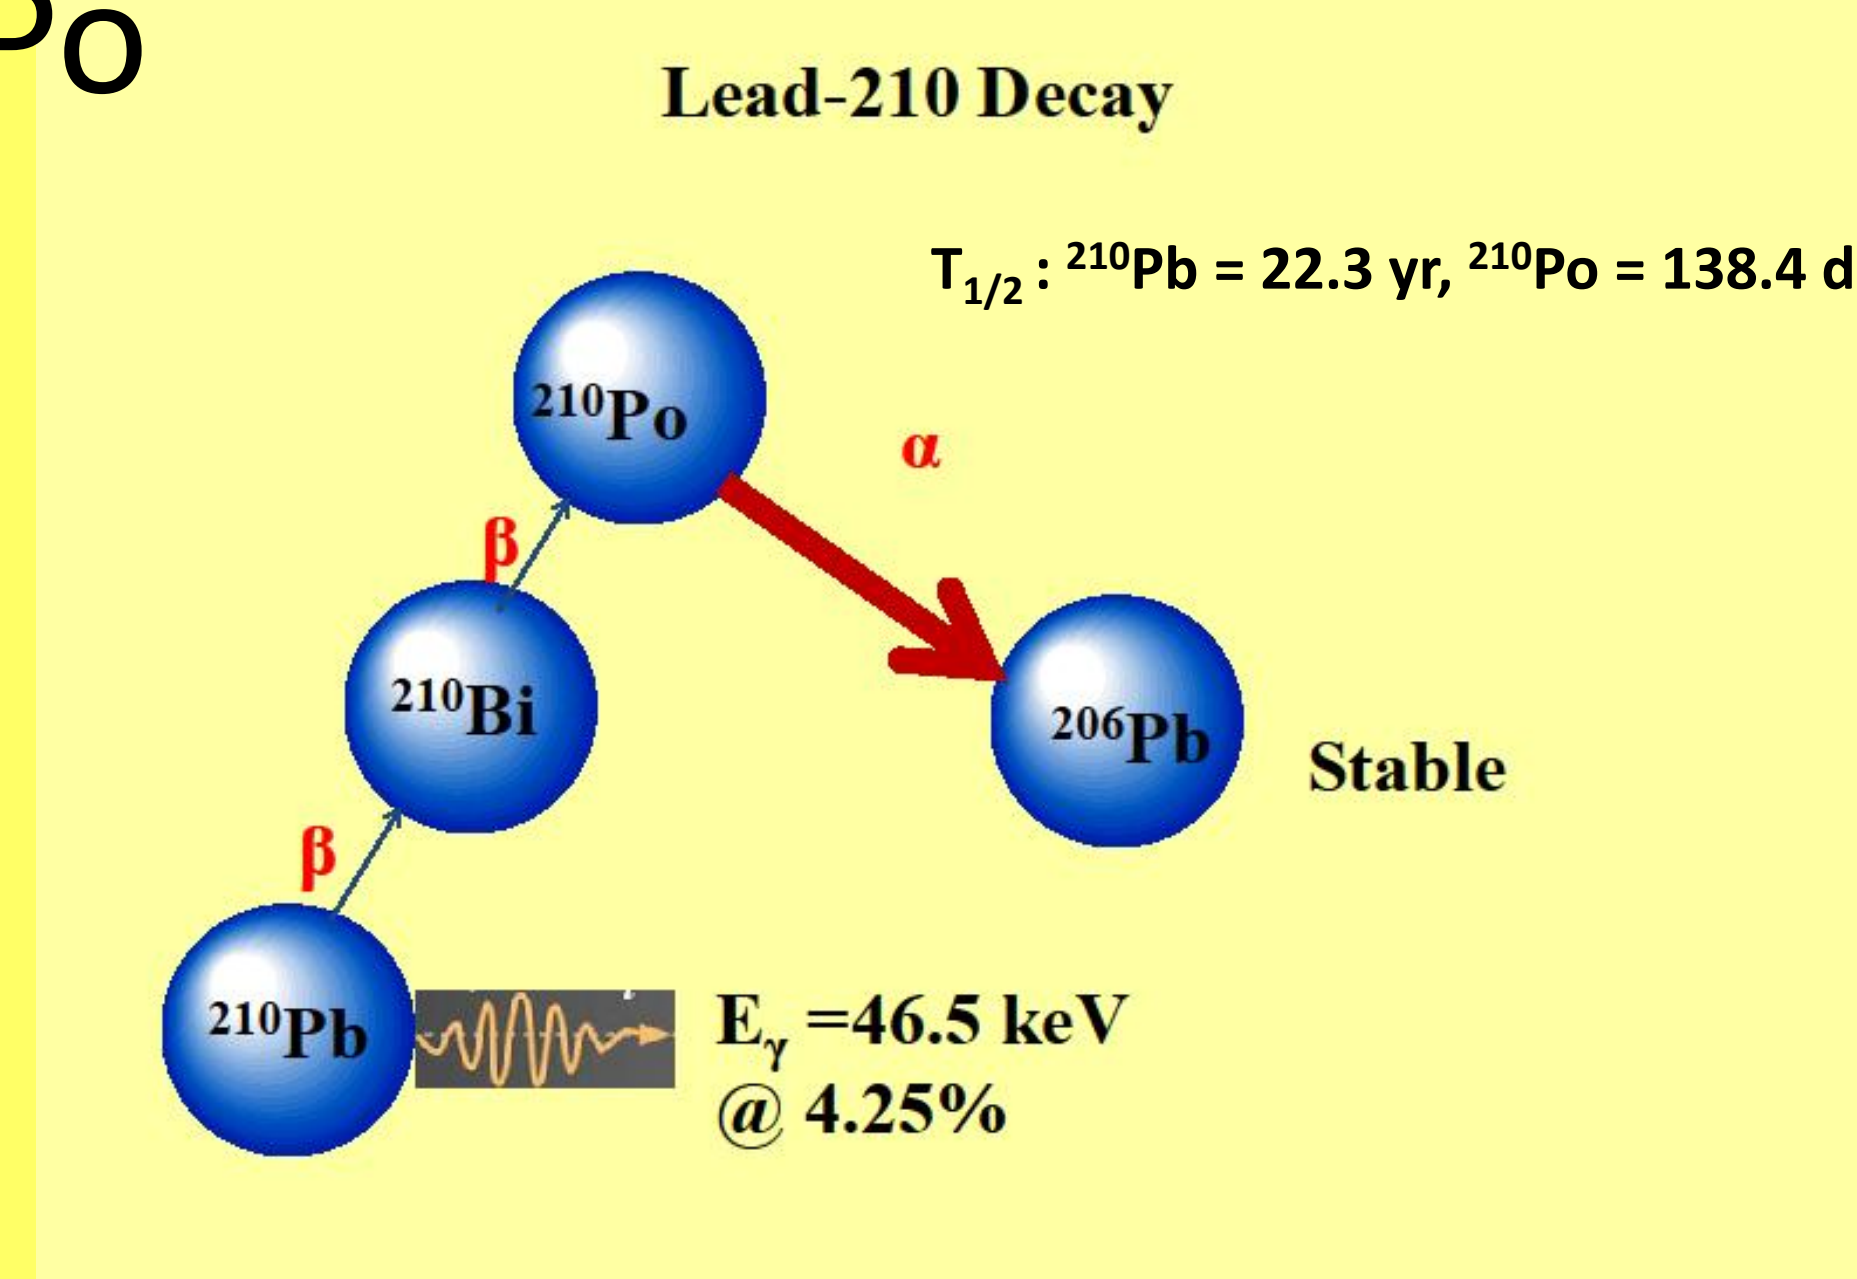 Po
Lead-210 Decay
T₁/₂ : ²¹⁰Pb = 22.3 yr, ²¹⁰Po = 138.4 d
²¹⁰Po
α
β
²¹⁰Bi
²⁰⁶Pb
Stable
β
²¹⁰Pb
Eᵧ =46.5 keV
@ 4.25%